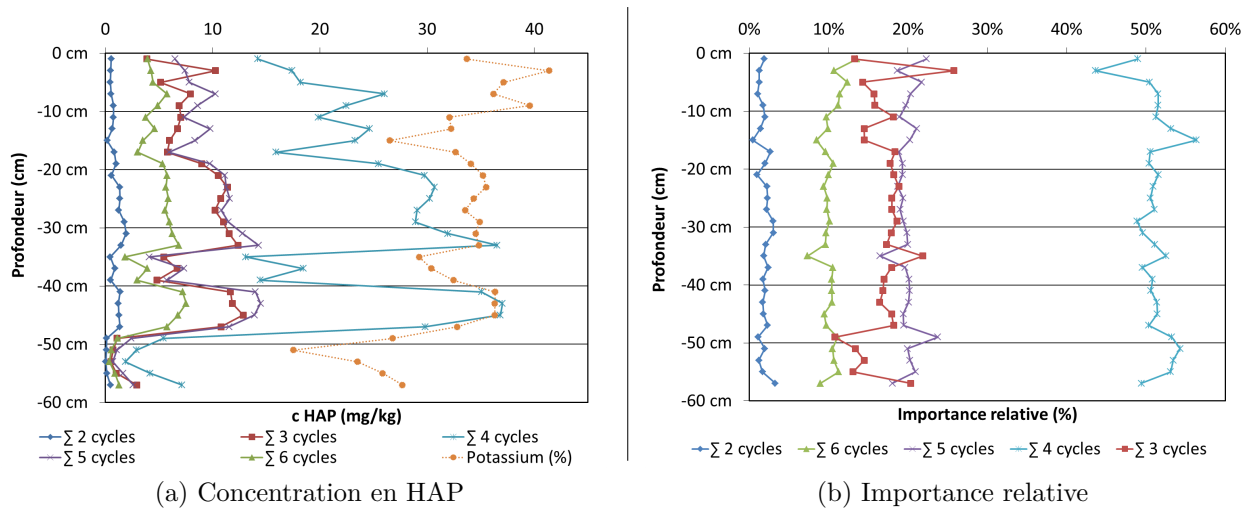 0 10 20 30 40
0 cm
-10 cm
-20 cm
-30 cm
-40 cm
-50 cm
-60 cm
Profondeur (cm)
c HAP (mg/kg)
∑ 2 cycles ∑ 3 cycles ∑ 4 cycles
∑ 5 cycles ∑ 6 cycles Potassium (%)
(a) Concentration en HAP
0% 10% 20% 30% 40% 50% 60%
0 cm
-10 cm
-20 cm
-30 cm
-40 cm
-50 cm
-60 cm
Profondeur (cm)
Importance relative (%)
∑ 2 cycles ∑ 6 cycles ∑ 5 cycles ∑ 4 cycles ∑ 3 cycles
(b) Importance relative